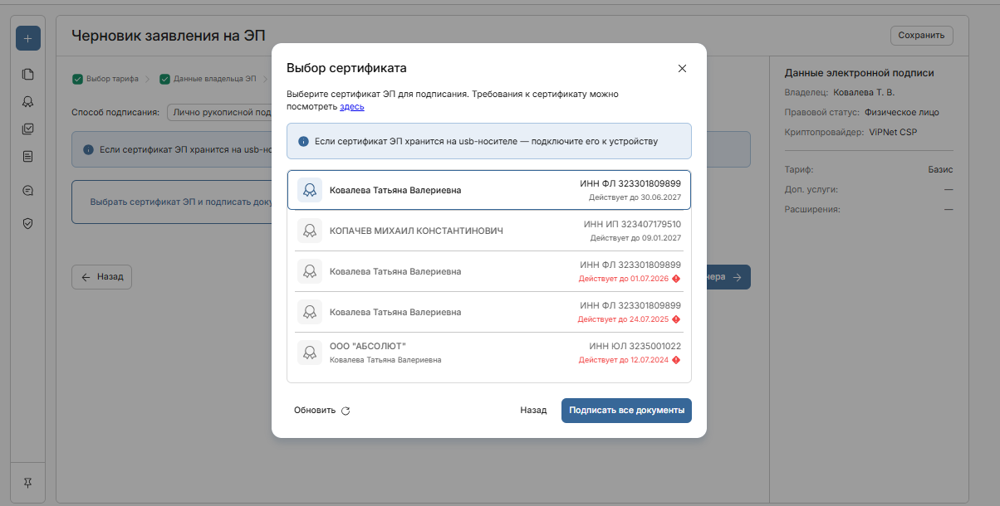 Черновик заявления на ЭП
Сохранить
Выбор тарифа
Данные владельца ЭП
Способ подписания:
Лично рукописной под
Если сертификат ЭП хранится на usb-но
Выбрать сертификат ЭП и подписать доку
Назад
нера
Выбор сертификата
Выберите сертификат ЭП для подписания. Требования к сертификату можно
посмотреть здесь
Если сертификат ЭП хранится на usb-носителе — подключите его к устройству
Ковалева Татьяна Валериевна
ИНН ФЛ 323301809899
Действует до 30.06.2027
КОПАЧЕВ МИХАИЛ КОНСТАНТИНОВИЧ
ИНН ИП 323407179510
Действует до 09.01.2027
Ковалева Татьяна Валериевна
ИНН ФЛ 323301809899
Действует до 01.07.2026
Ковалева Татьяна Валериевна
ИНН ФЛ 323301809899
Действует до 24.07.2025
ООО "АБСОЛЮТ"
Ковалева Татьяна Валериевна
ИНН ЮЛ 3235001022
Действует до 12.07.2024
Обновить
Назад
Подписать все документы
Данные электронной подписи
Владелец: Ковалева Т. В.
Правовой статус: Физическое лицо
Криптопровайдер: ViPNet CSP
Тариф: Базис
Доп. услуги: —
Расширения: —